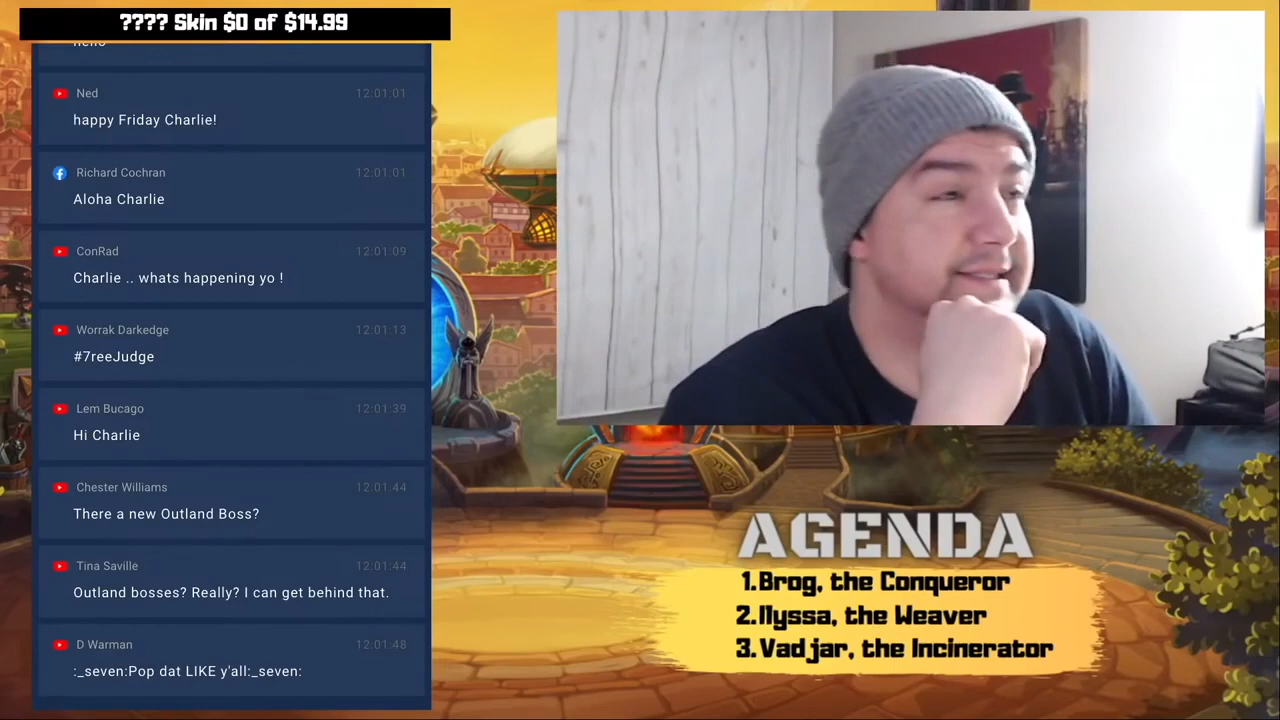 ???? Skin $0 of $14.99
hello
Ned 12:01:01
happy Friday Charlie!
Richard Cochran 12:01:01
Aloha Charlie
ConRad 12:01:09
Charlie .. whats happening yo !
Worrak Darkedge 12:01:13
#7reeJudge
Lem Bucago 12:01:39
Hi Charlie
Chester Williams 12:01:44
There a new Outland Boss?
Tina Saville 12:01:44
Outland bosses? Really? I can get behind that.
D Warman 12:01:48
:_seven:Pop dat LIKE y'all:_seven:
AGENDA
1.Brog, the Conqueror
2.Ilyssa, the Weaver
3.Vadjar, the Incinerator